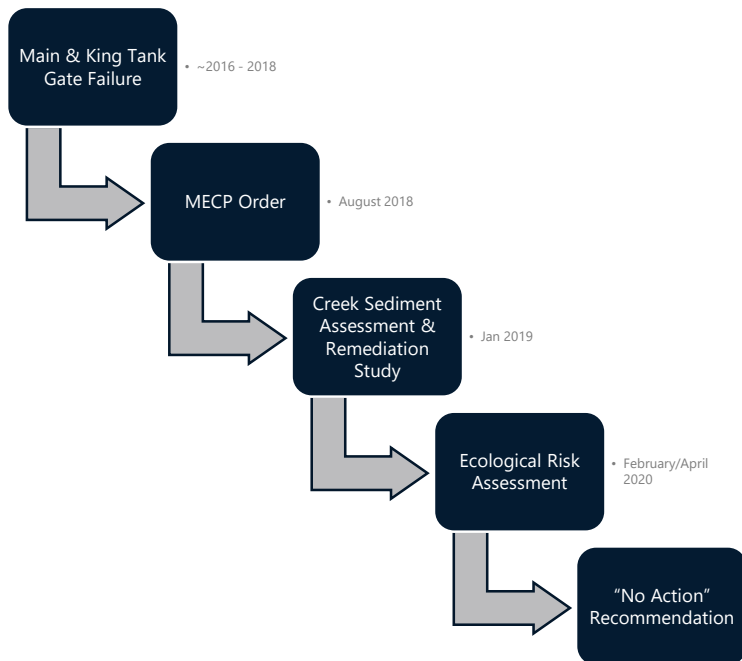 Main & King Tank
Gate Failure
• ~2016 - 2018
MECP Order
• August 2018
Creek Sediment
Assessment &
Remediation
Study
• Jan 2019
Ecological Risk
Assessment
• February/April
2020
“No Action”
Recommendation